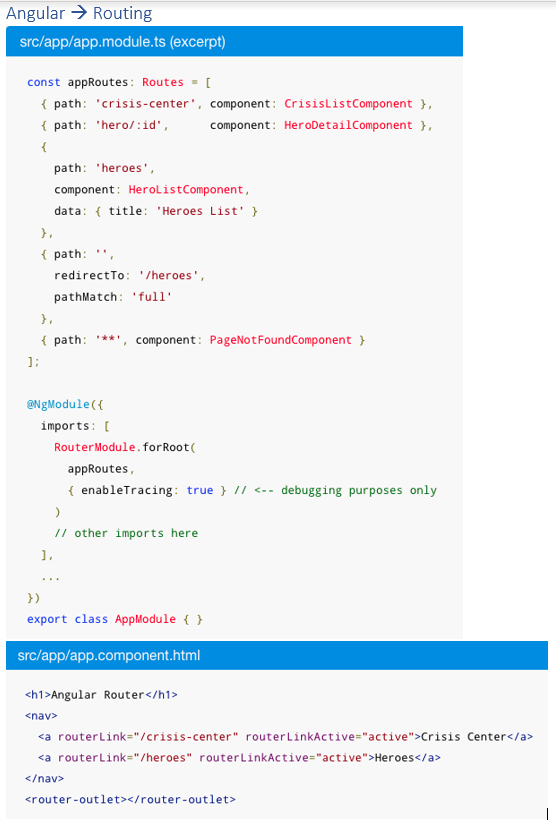 Angular → Routing
src/app/app.module.ts (excerpt)
const appRoutes: Routes = [
  { path: 'crisis-center', component: CrisisListComponent },
  { path: 'hero/:id',      component: HeroDetailComponent },
  {
    path: 'heroes',
    component: HeroListComponent,
    data: { title: 'Heroes List' }
  },
  { path: '',
    redirectTo: '/heroes',
    pathMatch: 'full'
  },
  { path: '**', component: PageNotFoundComponent }
];
@NgModule({
  imports: [
    RouterModule.forRoot(
      appRoutes,
      { enableTracing: true } // <-- debugging purposes only
    )
    // other imports here
  ],
  ...
})
export class AppModule { }
src/app/app.component.html
<h1>Angular Router</h1>
<nav>
  <a routerLink="/crisis-center" routerLinkActive="active">Crisis Center</a>
  <a routerLink="/heroes" routerLinkActive="active">Heroes</a>
</nav>
<router-outlet></router-outlet>